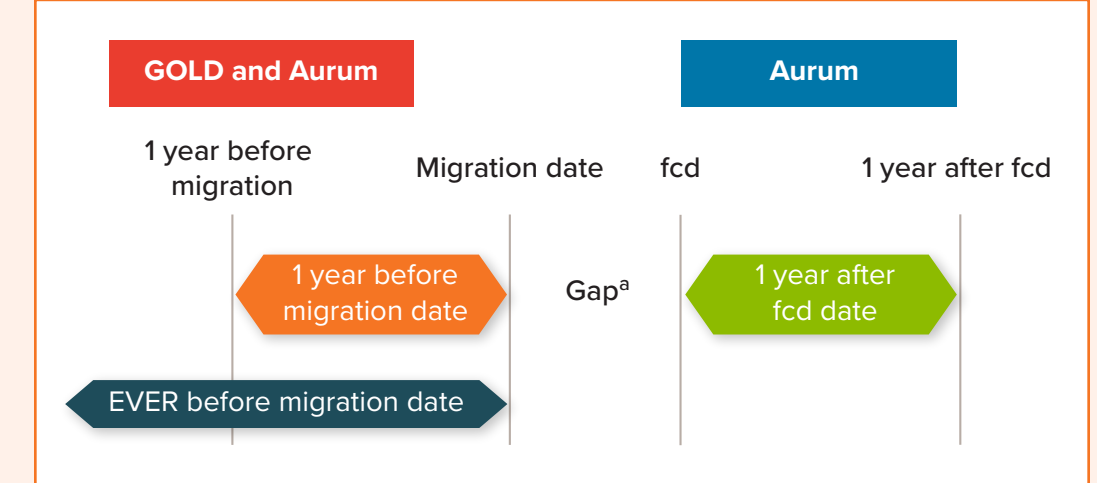 GOLD and Aurum
Aurum
1 year before
migration
Migration date
fcd
1 year after fcd
1 year before
migration date
Gapᵃ
1 year after
fcd date
EVER before migration date